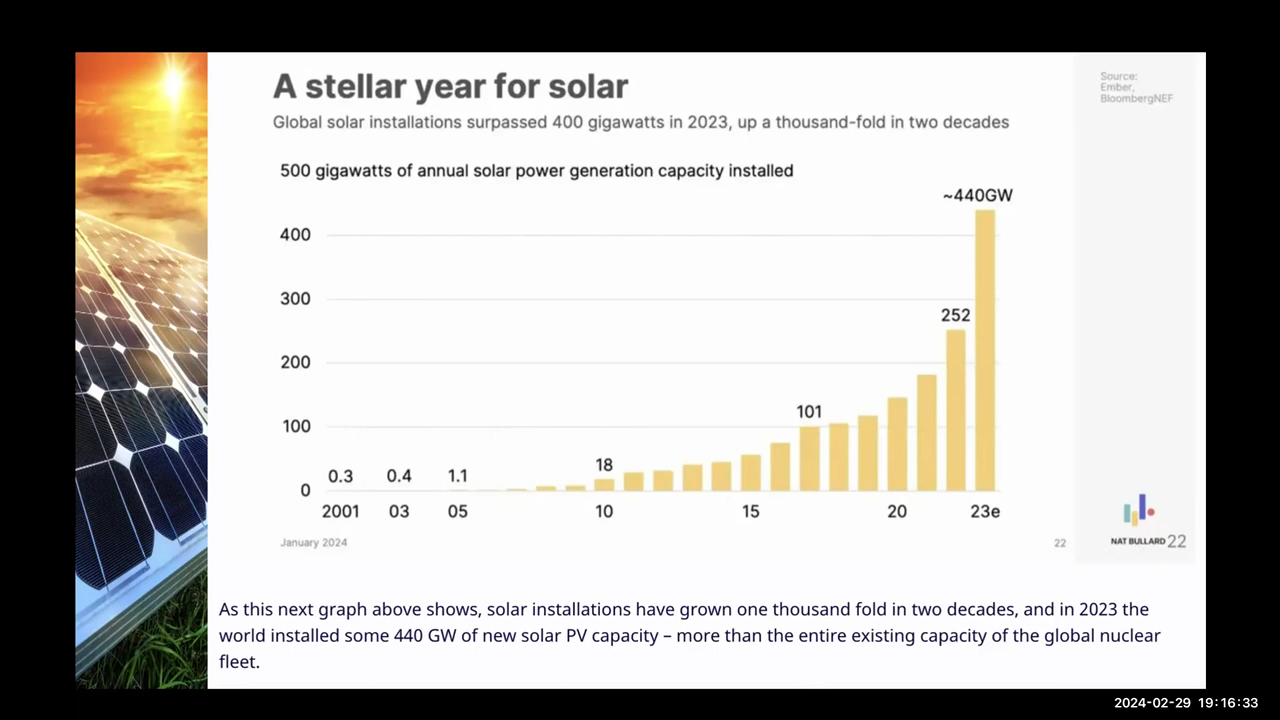 A stellar year for solar
Source:
Ember,
BloombergNEF
Global solar installations surpassed 400 gigawatts in 2023, up a thousand-fold in two decades
500 gigawatts of annual solar power generation capacity installed
~440GW
400
300
252
200
101
100
18
0.3 0.4 1.1
0
2001 03 05 10 15 20 23e
January 2024
22
NAT BULLARD 22
As this next graph above shows, solar installations have grown one thousand fold in two decades, and in 2023 the
world installed some 440 GW of new solar PV capacity – more than the entire existing capacity of the global nuclear
fleet.
2024-02-29 19:16:33